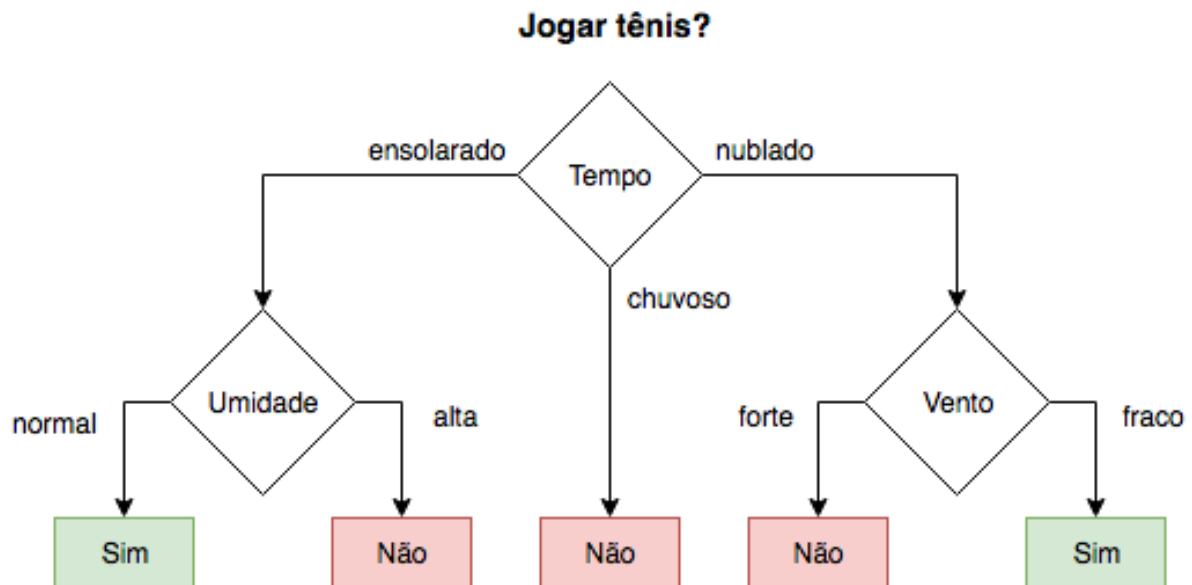 Jogar tênis?
ensolarado
Tempo
nublado
chuvoso
normal
Umidade
alta
forte
Vento
fraco
Sim
Não
Não
Não
Sim